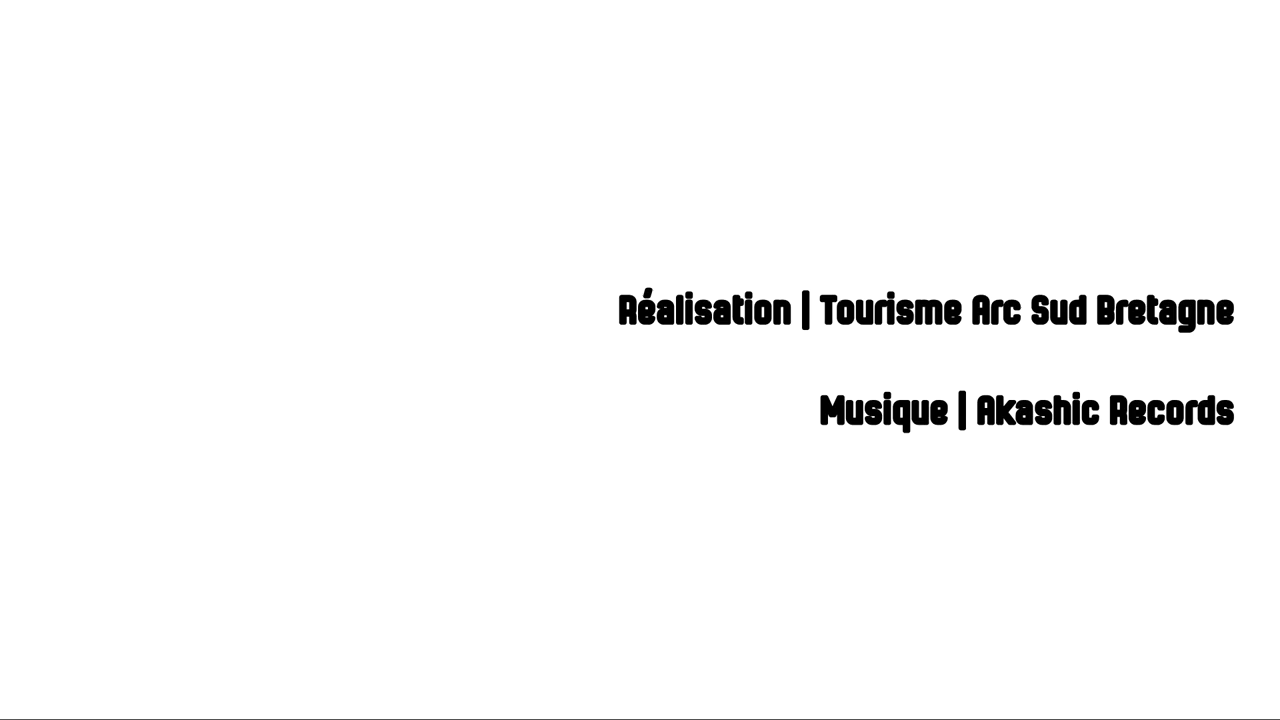 Réalisation | Tourisme Arc Sud Bretagne
Musique | Akashic Records